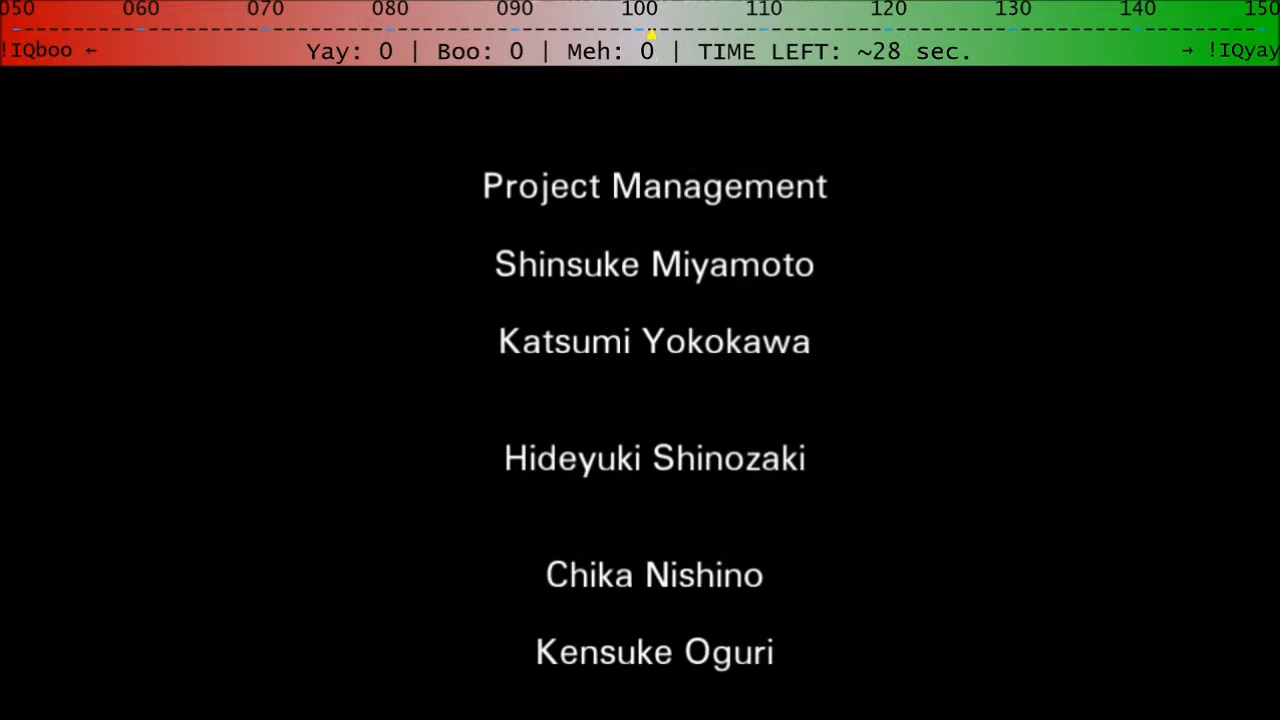 050 060 070 080 090 100 110 120 130 140 150
!IQboo ← Yay: 0 | Boo: 0 | Meh: 0 | TIME LEFT: ~28 sec. → !IQyay
Project Management
Shinsuke Miyamoto
Katsumi Yokokawa
Hideyuki Shinozaki
Chika Nishino
Kensuke Oguri